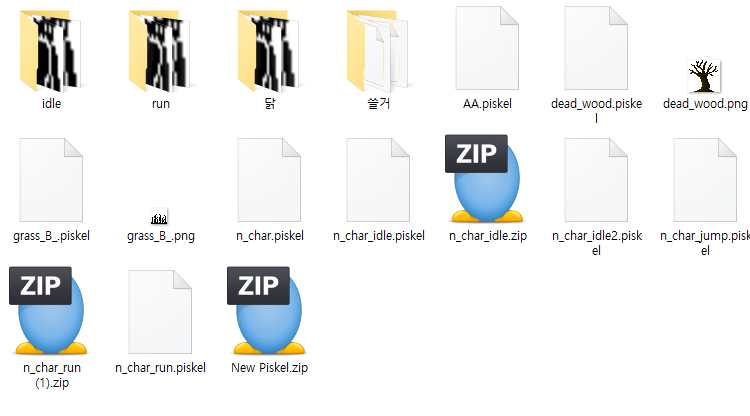 idle
run
닭
쓸거
AA.piskel
dead_wood.piske
l
dead_wood.png
grass_B_.piskel
grass_B_.png
n_char.piskel
n_char_idle.piskel
ZIP
n_char_idle.zip
n_char_idle2.pisk
el
n_char_jump.pisk
el
ZIP
n_char_run
(1).zip
n_char_run.piskel
ZIP
New Piskel.zip